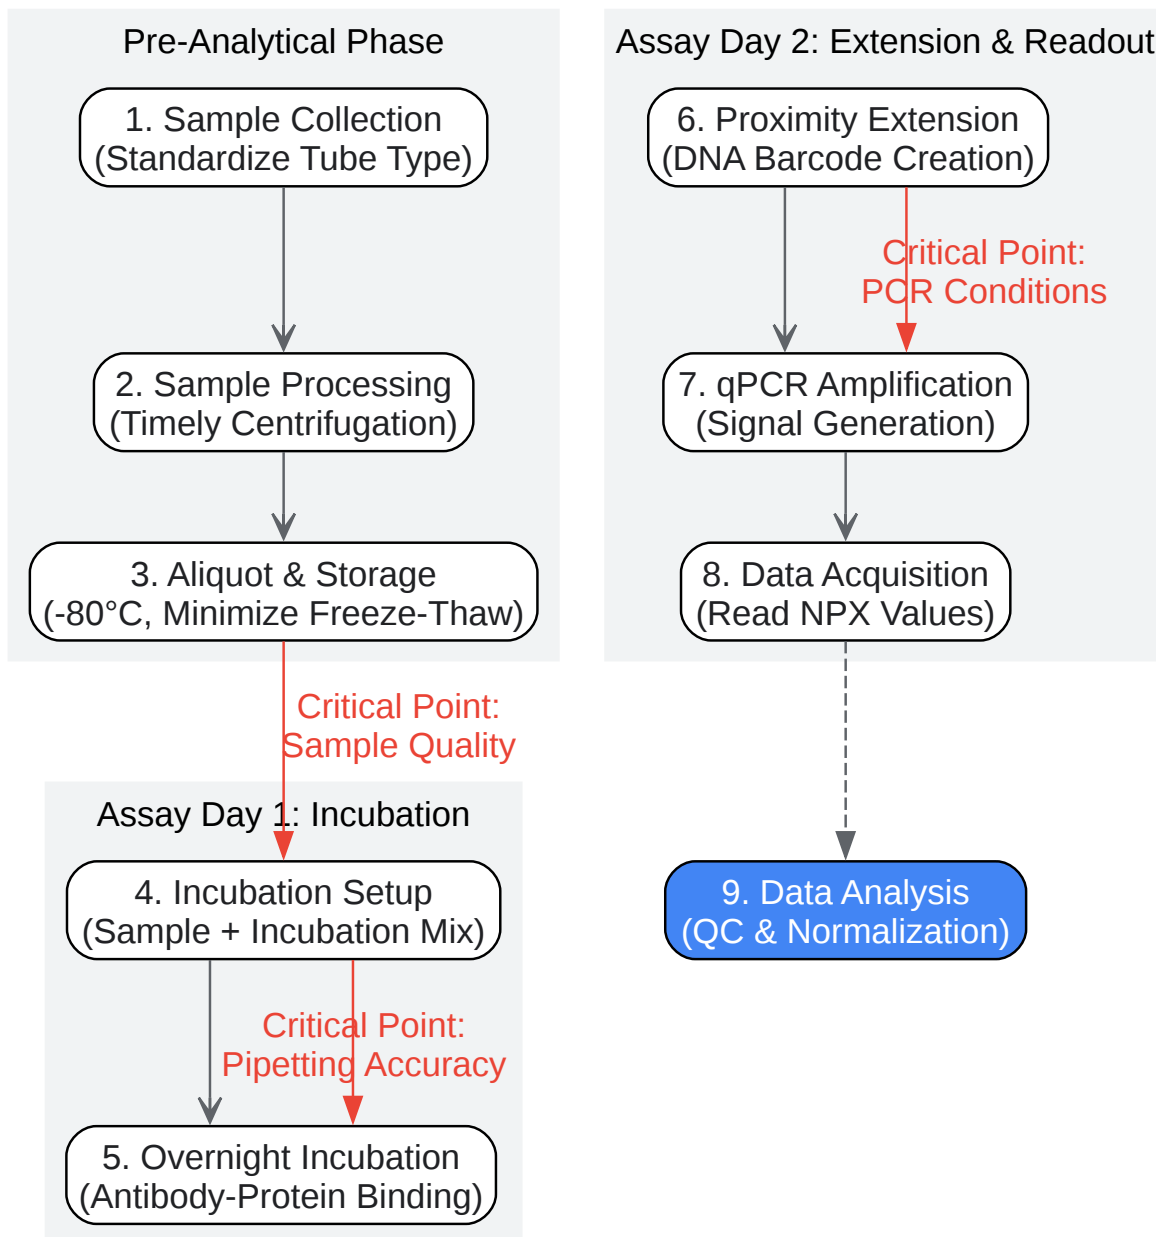 Pre-Analytical Phase
1. Sample Collection
(Standardize Tube Type)
2. Sample Processing
(Timely Centrifugation)
3. Aliquot & Storage
(-80°C, Minimize Freeze-Thaw)
Critical Point:
Sample Quality
Assay Day 1: Incubation
4. Incubation Setup
(Sample + Incubation Mix)
Critical Point:
Pipetting Accuracy
5. Overnight Incubation
(Antibody-Protein Binding)
Assay Day 2: Extension & Readout
6. Proximity Extension
(DNA Barcode Creation)
Critical Point:
PCR Conditions
7. qPCR Amplification
(Signal Generation)
8. Data Acquisition
(Read NPX Values)
9. Data Analysis
(QC & Normalization)